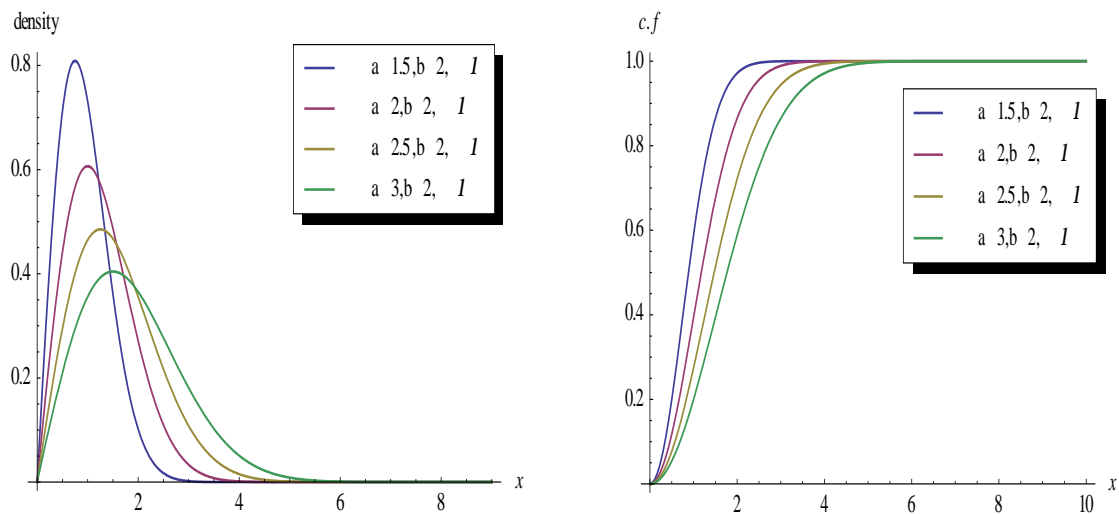 density
0.8
0.6
0.4
0.2
2
4
6
8
x
a 1.5,b 2, 1
a 2,b 2, 1
a 2.5,b 2, 1
a 3,b 2, 1
c.f
1.0
0.8
0.6
0.4
0.2
2
4
6
8
10
x
a 1.5,b 2, 1
a 2,b 2, 1
a 2.5,b 2, 1
a 3,b 2, 1